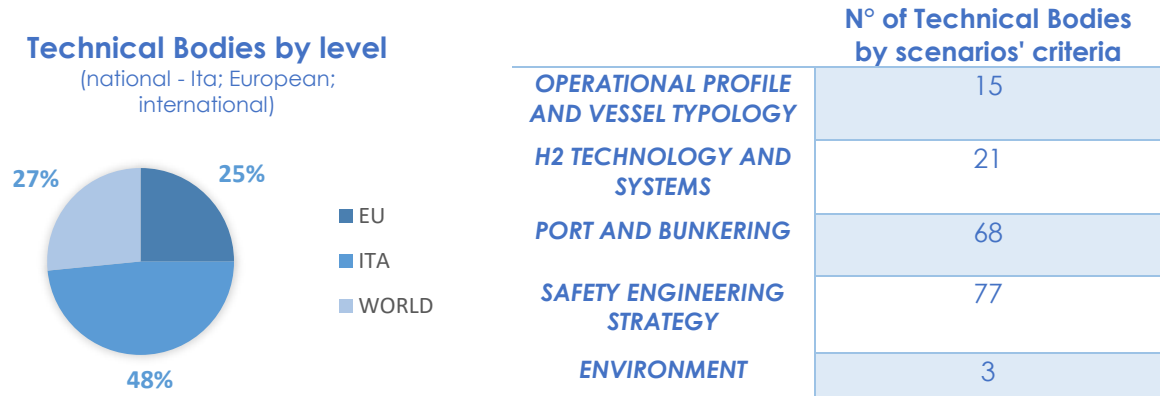 Technical Bodies by level
(national - Ita; European;
international)
27%
25%
48%
EU
ITA
WORLD
N° of Technical Bodies
by scenarios' criteria
OPERATIONAL PROFILE
AND VESSEL TYPOLOGY
15
H2 TECHNOLOGY AND
SYSTEMS
21
PORT AND BUNKERING
68
SAFETY ENGINEERING
STRATEGY
77
ENVIRONMENT
3